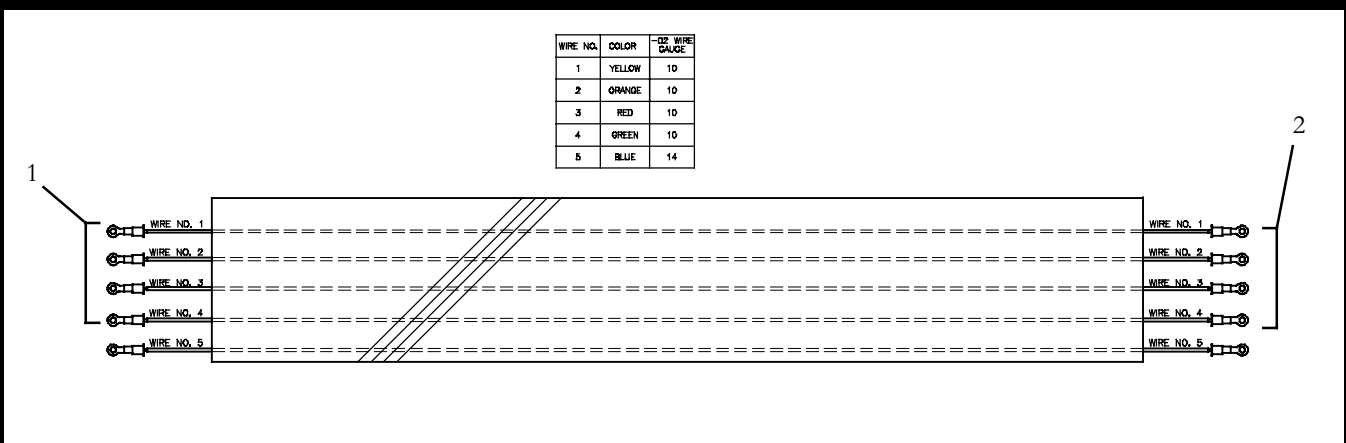 WIRE NO. COLOR -02 WIRE GAUGE
1 YELLOW 10
2 ORANGE 10
3 RED 10
4 GREEN 10
5 BLUE 14
1
2
WIRE NO. 1
WIRE NO. 1
WIRE NO. 2
WIRE NO. 2
WIRE NO. 3
WIRE NO. 3
WIRE NO. 4
WIRE NO. 4
WIRE NO. 5
WIRE NO. 5